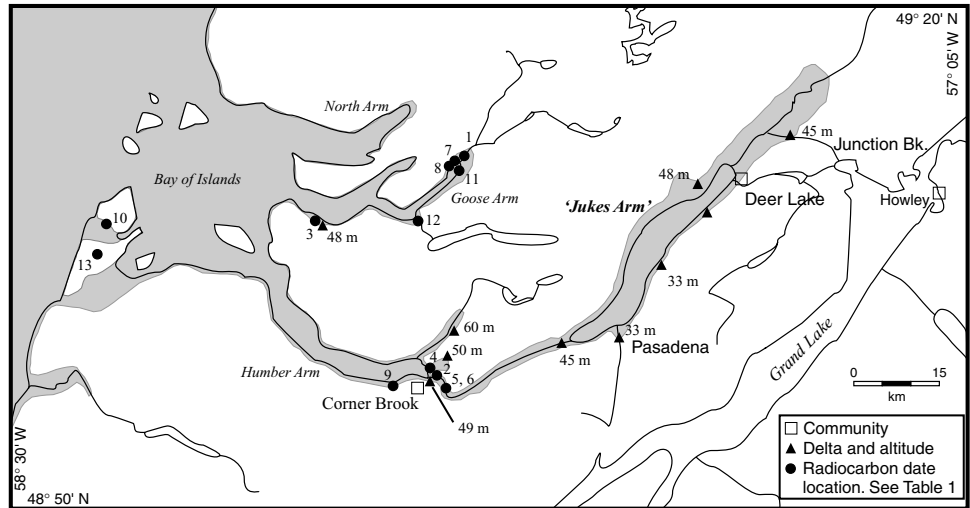 49° 20' N
57° 05' W
North Arm
1
7
8
11
45 m
Junction Bk.
Bay of Islands
48 m
Howley
Goose Arm
'Jukes Arm'
Deer Lake
10
3
48 m
12
13
33 m
60 m
33 m
Pasadena
50 m
45 m
Grand Lake
Humber Arm
4
2
9
5, 6
Corner Brook
49 m
0
15
km
Community
Delta and altitude
Radiocarbon date
location. See Table 1
58° 30' W
48° 50' N